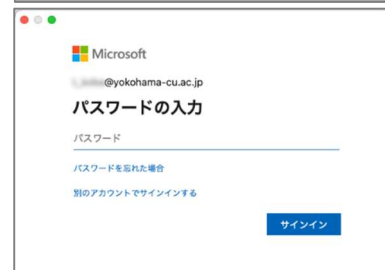 Microsoft
@yokohama-cu.ac.jp
パスワードの入力
パスワード
パスワードを忘れた場合
別のアカウントでサインインする
サインイン